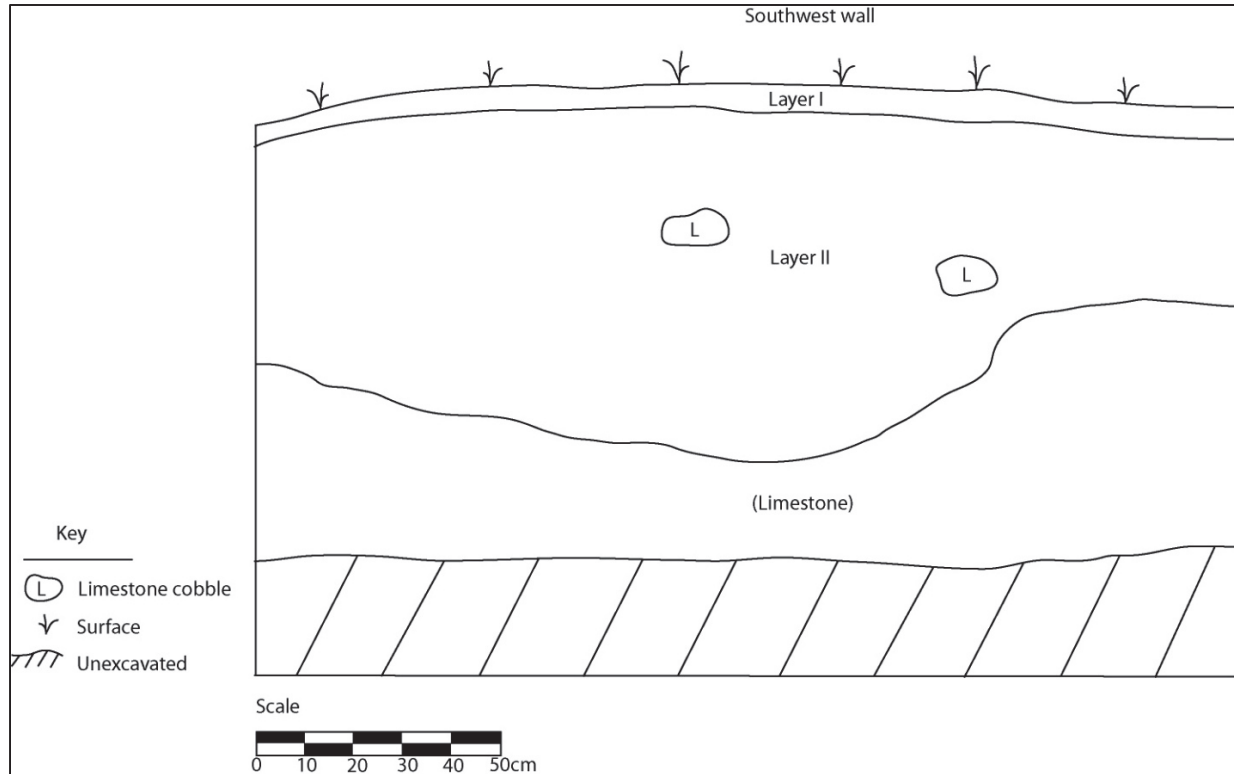 Southwest wall
Layer I
L
Layer II
L
(Limestone)
Key
L Limestone cobble
Surface
Unexcavated
Scale
0 10 20 30 40 50cm